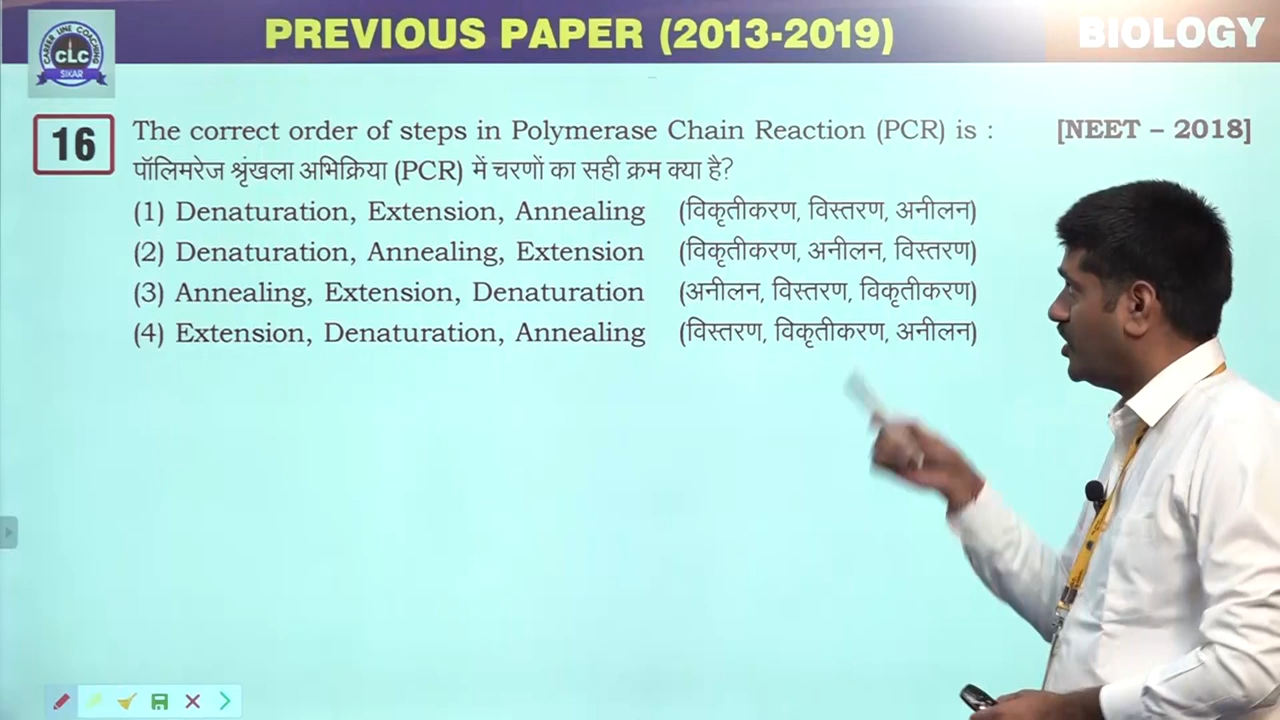 PREVIOUS PAPER (2013-2019)
BIOLOGY
CAREER LINE COACHING
CLC
SIKAR
16 The correct order of steps in Polymerase Chain Reaction (PCR) is : [NEET – 2018]
पॉलिमरेज श्रृंखला अभिक्रिया (PCR) में चरणों का सही क्रम क्या है?
(1) Denaturation, Extension, Annealing (विकृतीकरण, विस्तरण, अनीलन)
(2) Denaturation, Annealing, Extension (विकृतीकरण, अनीलन, विस्तरण)
(3) Annealing, Extension, Denaturation (अनीलन, विस्तरण, विकृतीकरण)
(4) Extension, Denaturation, Annealing (विस्तरण, विकृतीकरण, अनीलन)